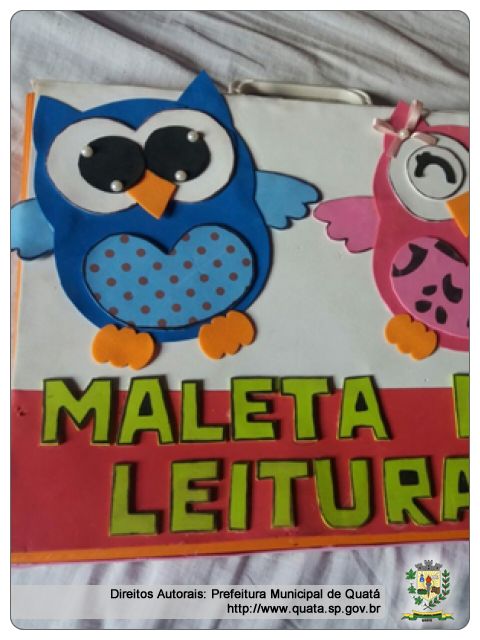 MALETA
LEITURA
Direitos Autorais: Prefeitura Municipal de Quatá
http://www.quata.sp.gov.br